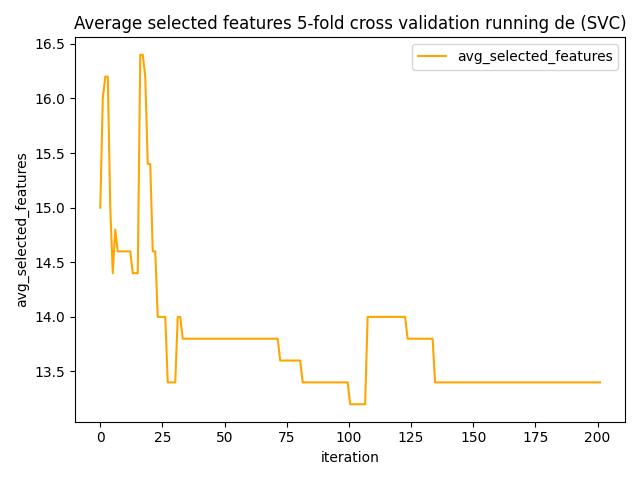 Average selected features 5-fold cross validation running de (SVC)
avg_selected_features
16.5
16.0
15.5
15.0
14.5
14.0
13.5
avg_selected_features
0 25 50 75 100 125 150 175 200
iteration